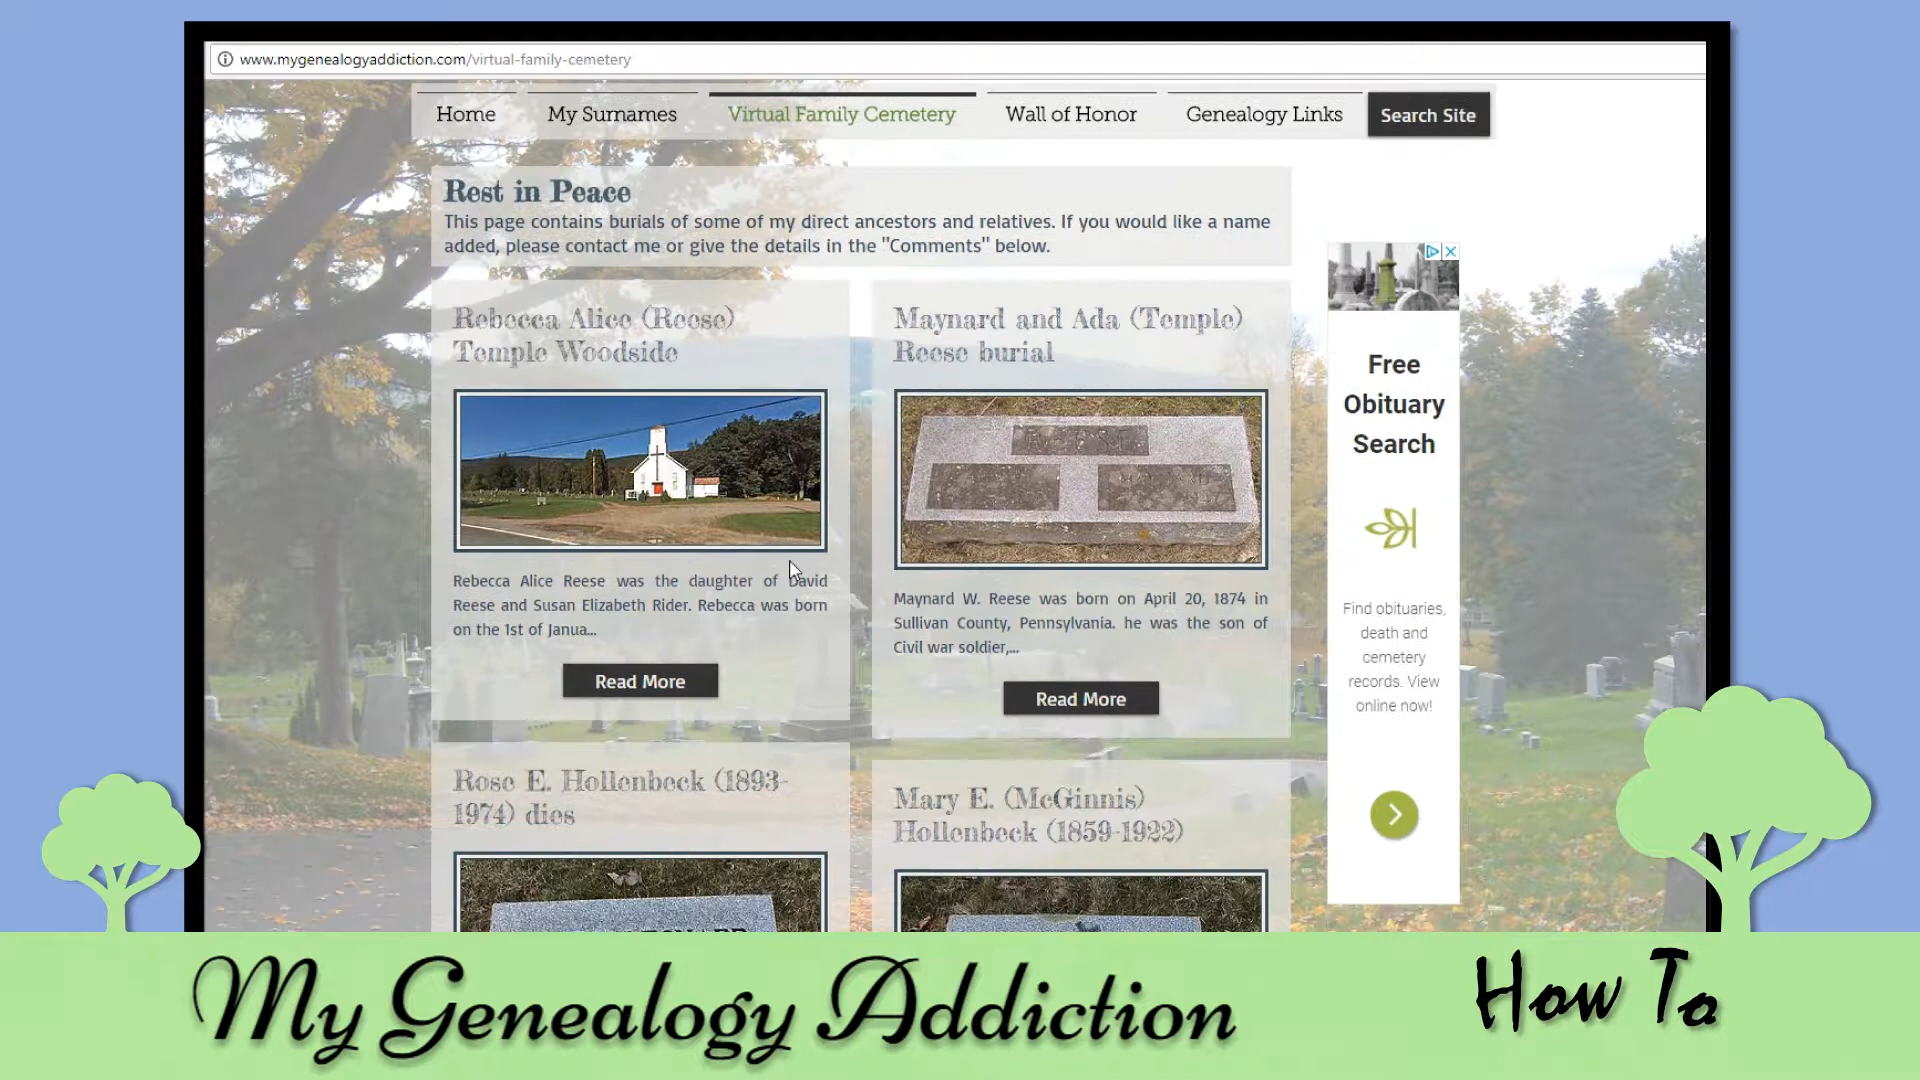 www.mygenealogyaddiction.com/virtual-family-cemetery
Home
My Surnames
Virtual Family Cemetery
Wall of Honor
Genealogy Links
Search Site
Rest in Peace
This page contains burials of some of my direct ancestors and relatives. If you would like a name
added, please contact me or give the details in the "Comments" below.
Rebecca Alice (Reese)
Temple Woodside
Rebecca Alice Reese was the daughter of David
Reese and Susan Elizabeth Rider. Rebecca was born
on the 1st of Janua...
Read More
Maynard and Ada (Temple)
Reese burial
REESE
Maynard W. Reese was born on April 20, 1874 in
Sullivan County, Pennsylvania. he was the son of
Civil war soldier,...
Read More
Rose E. Hollenbeck (1893-
1974) dies
Mary E. (McGinnis)
Hollenbeck (1859-1922)
Free
Obituary
Search
Find obituaries,
death and
cemetery
records. View
online now!
My Genealogy Addiction
How To